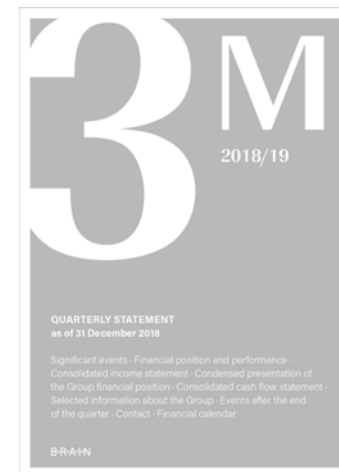 3 M
2018/19
QUARTERLY STATEMENT
as of 31 December 2018
Significant events · Financial position and performance ·
Consolidated income statement · Condensed presentation of
the Group financial position · Consolidated cash flow statement ·
Selected information about the Group · Events after the end
of the quarter · Contact · Financial calendar
B·R·A·I·N